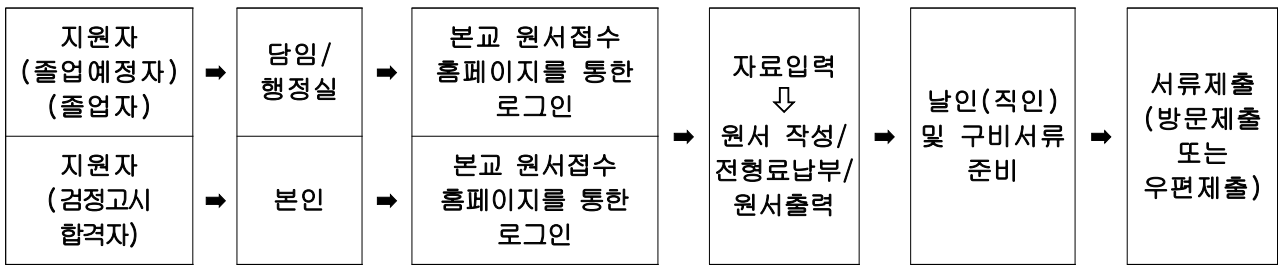 지원자
(졸업예정자)
(졸업자)
➡
담임/
행정실
➡
본교 원서접수
홈페이지를 통한
로그인
지원자
(검정고시
합격자)
➡
본인
➡
본교 원서접수
홈페이지를 통한
로그인
➡
자료입력
⇩
원서 작성/
전형료납부/
원서출력
➡
날인(직인)
및 구비서류
준비
➡
서류제출
(방문제출
또는
우편제출)